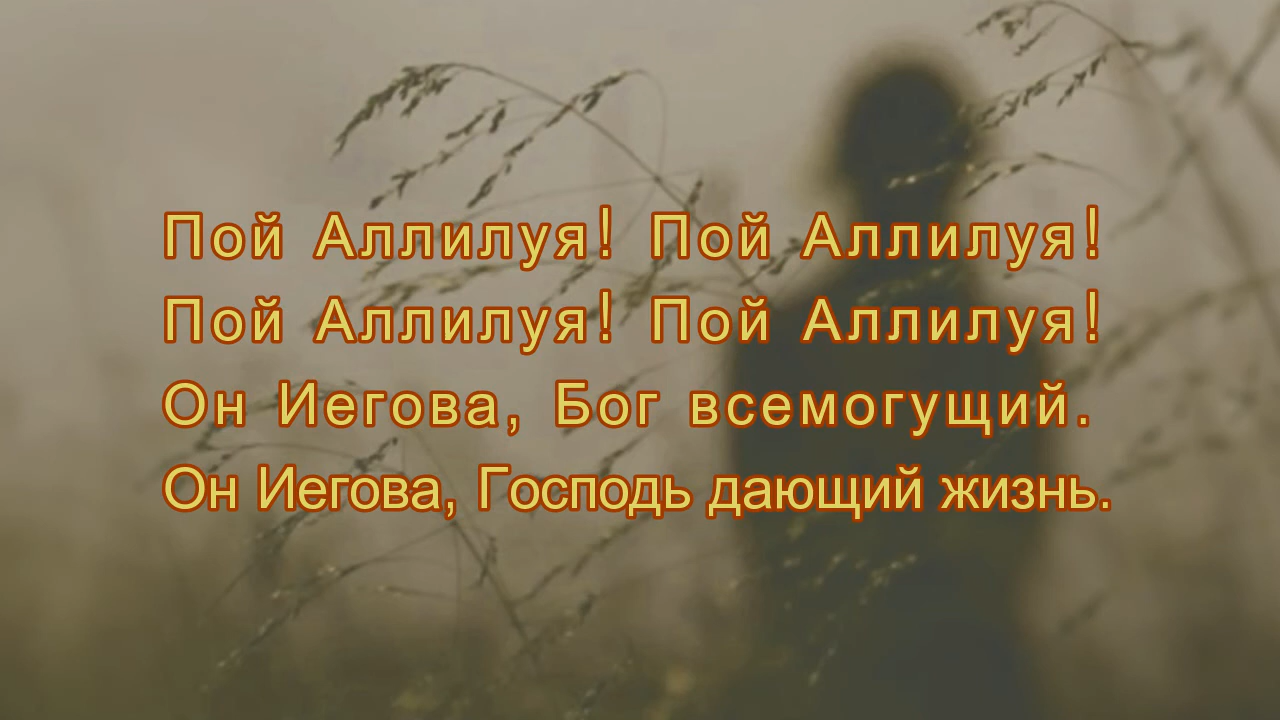 Пой Аллилуя! Пой Аллилуя!
Пой Аллилуя! Пой Аллилуя!
Он Иегова, Бог всемогущий.
Он Иегова, Господь дающий жизнь.